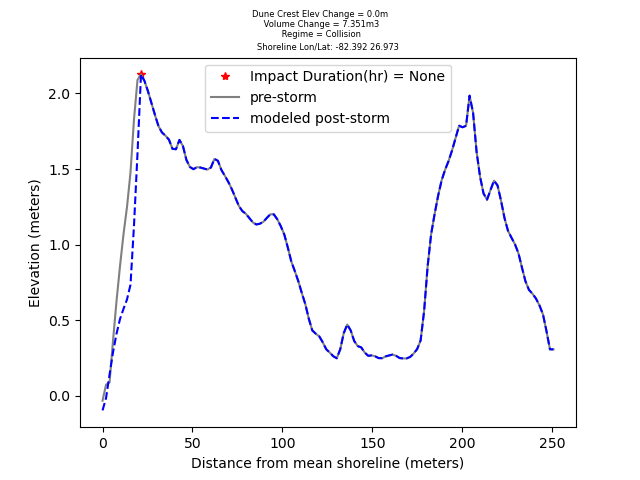 Dune Crest Elev Change = 0.0m
Volume Change = 7.351m3
Regime = Collision
Shoreline Lon/Lat: -82.392 26.973
Impact Duration(hr) = None
pre-storm
modeled post-storm
Elevation (meters)
2.0
1.5
1.0
0.5
0.0
0 50 100 150 200 250
Distance from mean shoreline (meters)